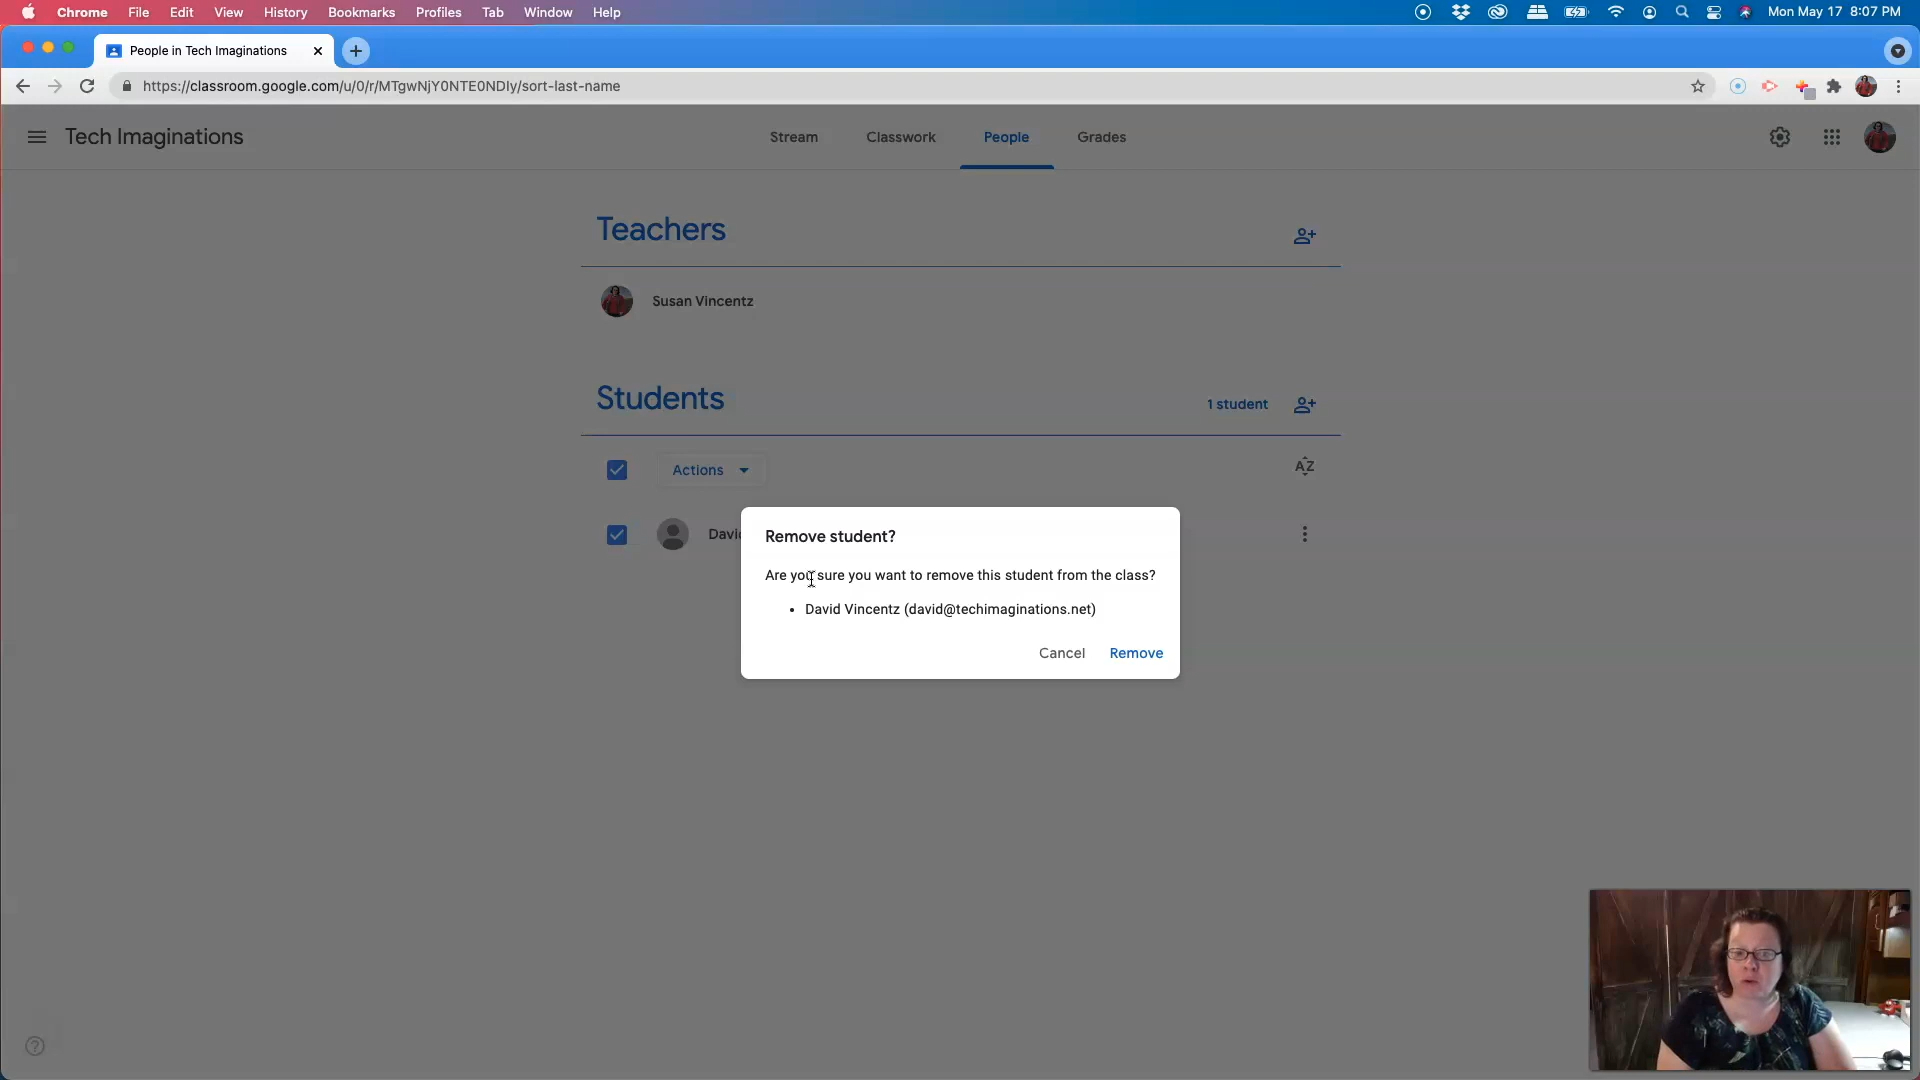 Chrome File Edit View History Bookmarks Profiles Tab Window Help Mon May 17 8:07 PM
People in Tech Imaginations
https://classroom.google.com/u/0/r/MTgwNjY0NTE0NDIy/sort-last-name
Tech Imaginations Stream Classwork People Grades
Teachers
Susan Vincentz
Students 1 student
Actions AZ
Remove student?
Are you sure you want to remove this student from the class?
• David Vincentz (david@techimaginations.net)
Cancel Remove